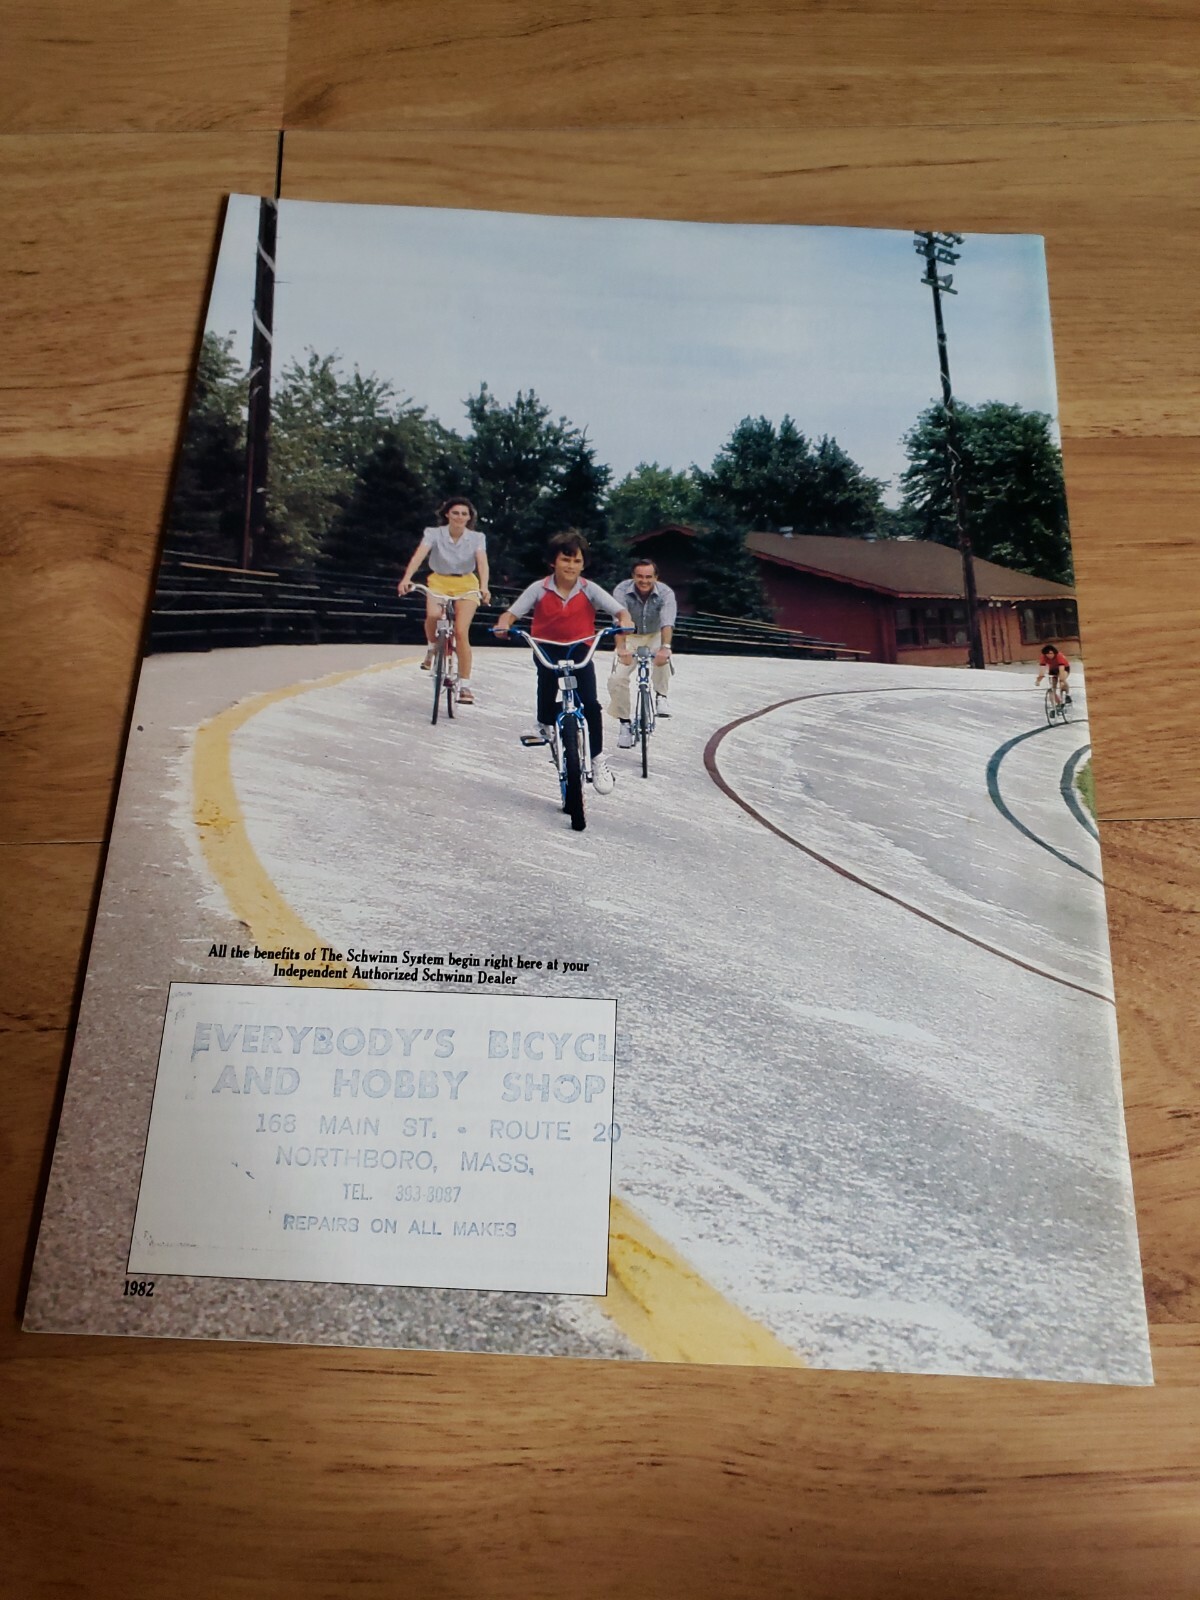 All the benefits of The Schwinn System begin right here at your
Independent Authorized Schwinn Dealer
EVERYBODY'S BICYCLE
AND HOBBY SHOP
168 MAIN ST. • ROUTE 20
NORTHBORO, MASS.
TEL. 393-3087
REPAIRS ON ALL MAKES
1982